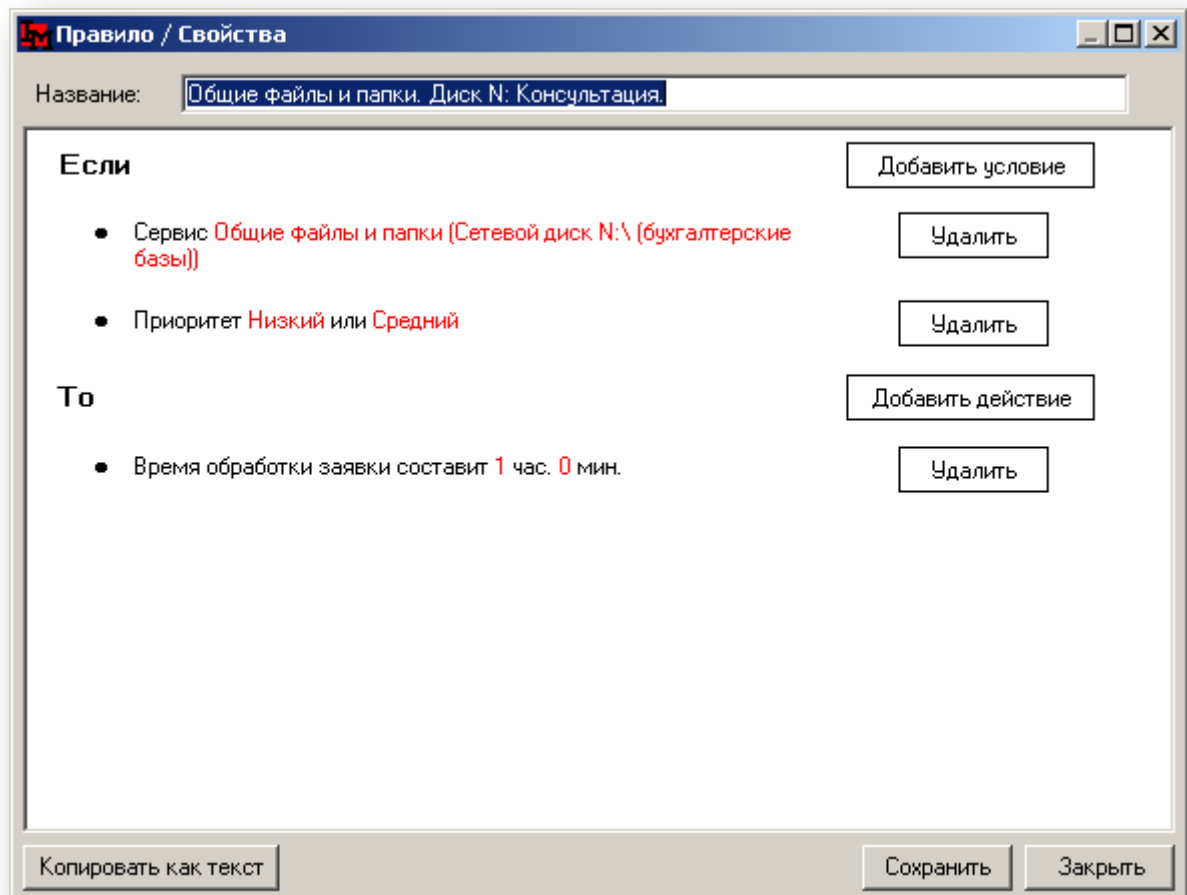 Правило / Свойства
Название: Общие файлы и папки. Диск N: Консультация.
Если Добавить условие
Сервис Общие файлы и папки (Сетевой диск N:\ (бухгалтерские Удалить
базы))
Приоритет Низкий или Средний Удалить
То Добавить действие
Время обработки заявки составит 1 час. 0 мин. Удалить
Копировать как текст Сохранить Закрыть